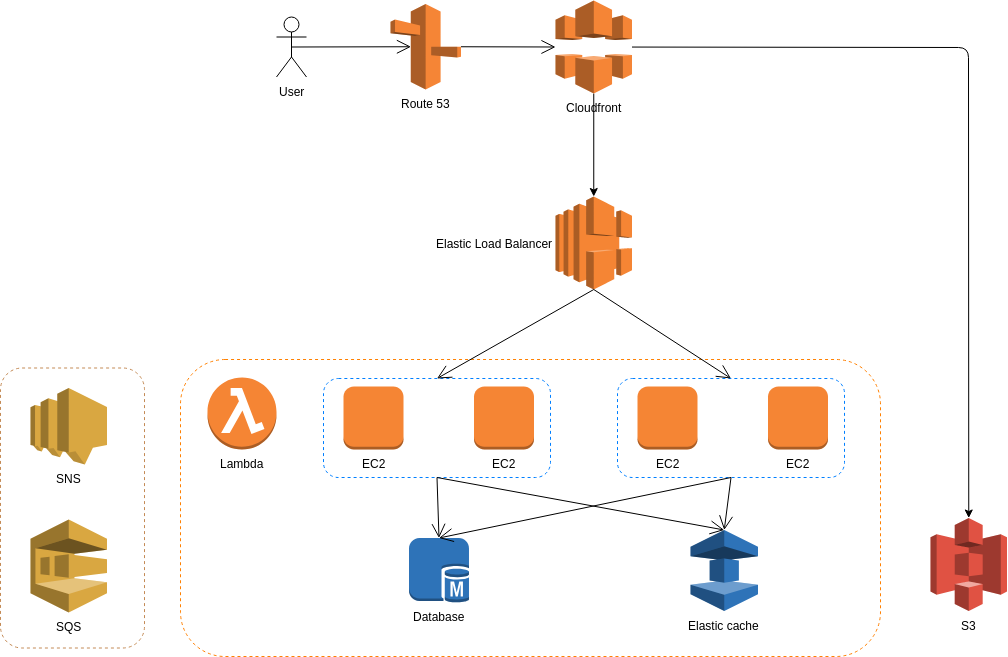 User
Route 53
Cloudfront
Elastic Load Balancer
Lambda
EC2
EC2
EC2
EC2
SNS
M
Database
Elastic cache
SQS
S3